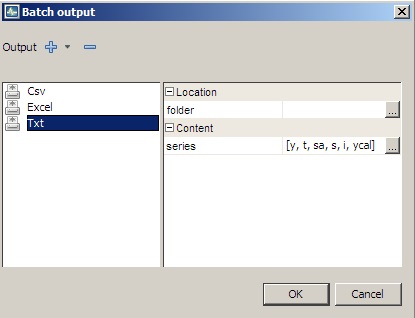 Batch output
Output
Csv
Excel
Txt
Location
folder
...
Content
series [y, t, sa, s, i, ycal] ...
OK Cancel